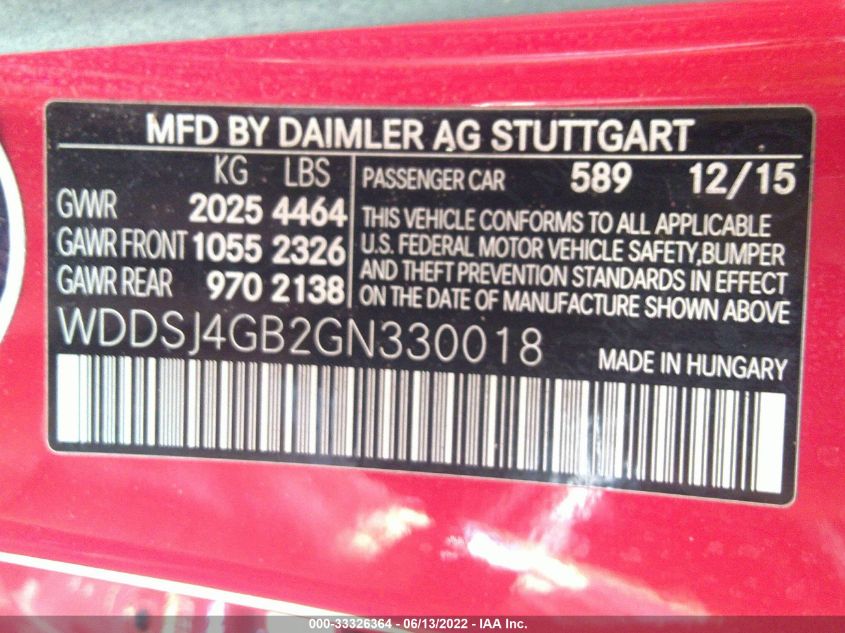 MFD BY DAIMLER AG STUTTGART
KG LBS
GVWR 2025 4464
GAWR FRONT 1055 2326
GAWR REAR 970 2138
PASSENGER CAR 589 12/15
THIS VEHICLE CONFORMS TO ALL APPLICABLE
U.S. FEDERAL MOTOR VEHICLE SAFETY,BUMPER
AND THEFT PREVENTION STANDARDS IN EFFECT
ON THE DATE OF MANUFACTURE SHOWN ABOVE
WDDSJ4GB2GN330018
MADE IN HUNGARY
000-33326364 - 06/13/2022 - IAA Inc.